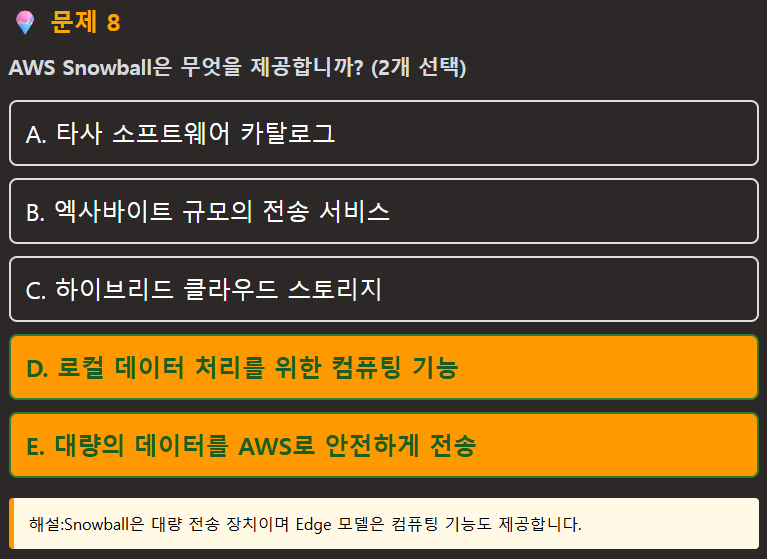 문제 8
AWS Snowball은 무엇을 제공합니까? (2개 선택)
A. 타사 소프트웨어 카탈로그
B. 엑사바이트 규모의 전송 서비스
C. 하이브리드 클라우드 스토리지
D. 로컬 데이터 처리를 위한 컴퓨팅 기능
E. 대량의 데이터를 AWS로 안전하게 전송
해설:Snowball은 대량 전송 장치이며 Edge 모델은 컴퓨팅 기능도 제공합니다.